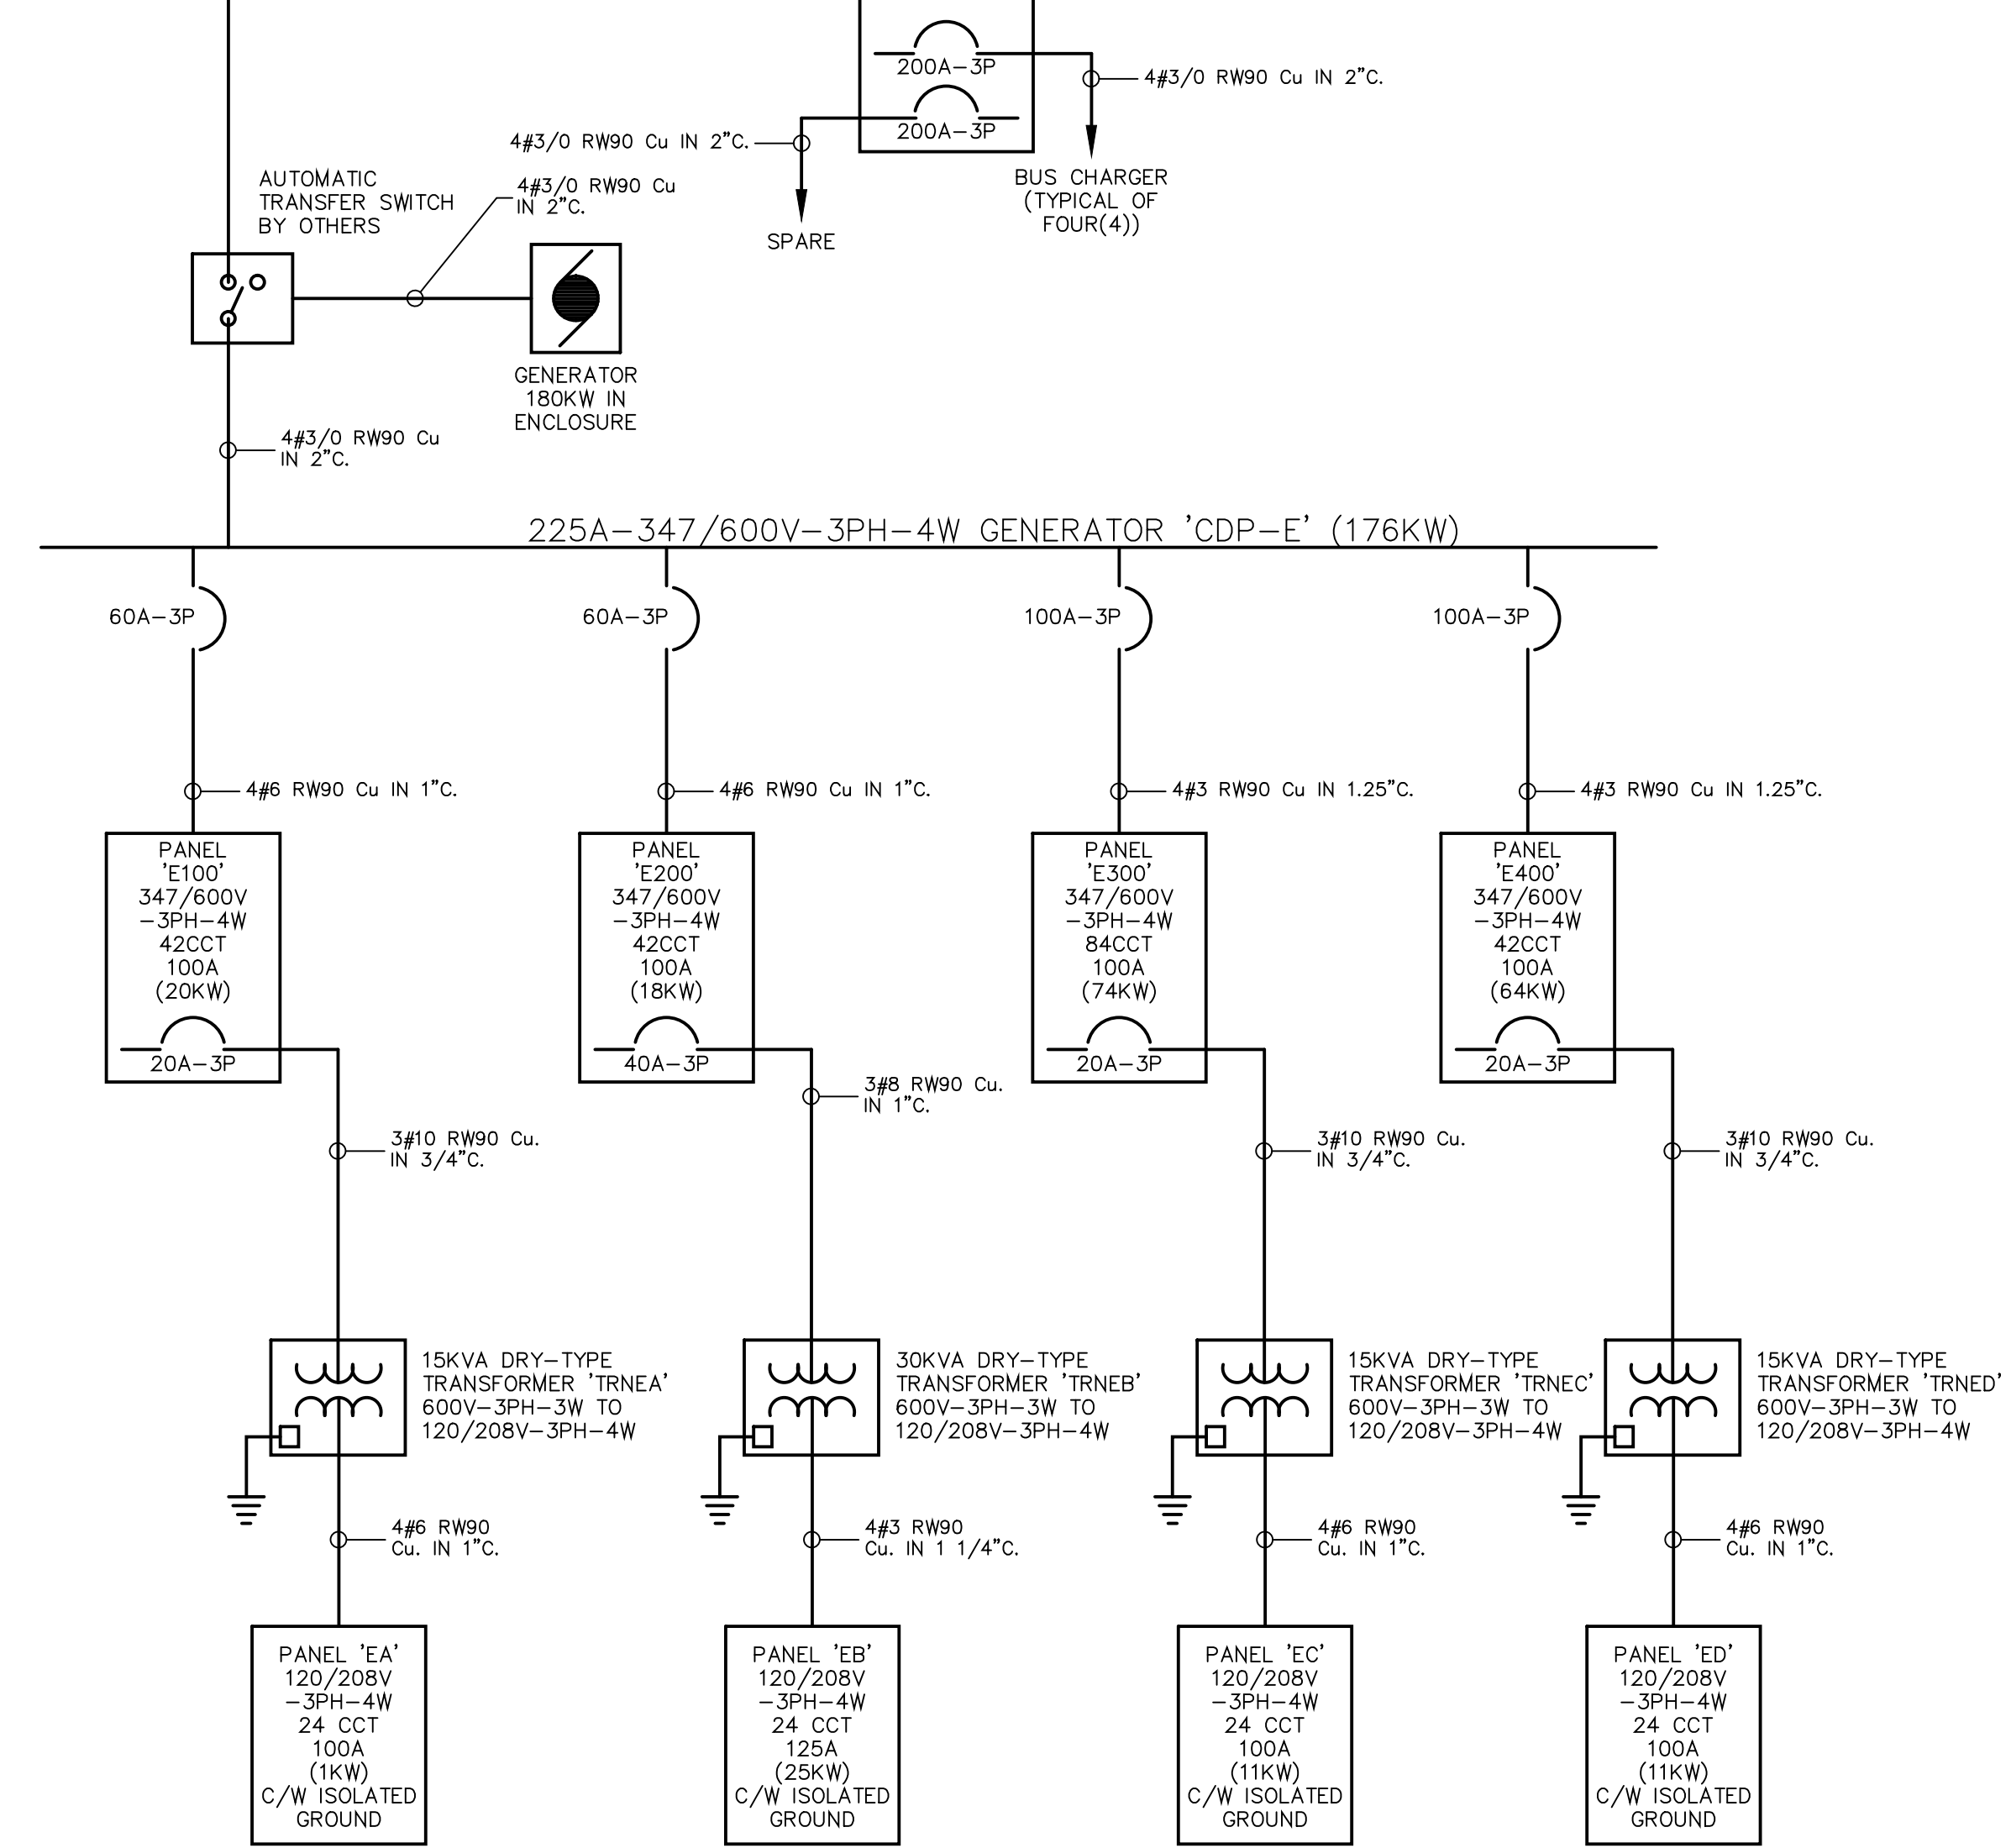 200A-3P
4#3/0 RW90 Cu IN 2"C.
200A-3P
4#3/0 RW90 Cu IN 2"C.
BUS CHARGER
(TYPICAL OF
FOUR(4))
SPARE
AUTOMATIC
TRANSFER SWITCH
BY OTHERS
4#3/0 RW90 Cu
IN 2"C.
GENERATOR
180KW IN
ENCLOSURE
4#3/0 RW90 Cu
IN 2"C.
225A-347/600V-3PH-4W GENERATOR 'CDP-E' (176KW)
60A-3P
60A-3P
100A-3P
100A-3P
4#6 RW90 Cu IN 1"C.
4#6 RW90 Cu IN 1"C.
4#3 RW90 Cu IN 1.25"C.
4#3 RW90 Cu IN 1.25"C.
PANEL
'E100'
347/600V
-3PH-4W
42CCT
100A
(20KW)
20A-3P
PANEL
'E200'
347/600V
-3PH-4W
42CCT
100A
(18KW)
40A-3P
PANEL
'E300'
347/600V
-3PH-4W
84CCT
100A
(74KW)
20A-3P
PANEL
'E400'
347/600V
-3PH-4W
42CCT
100A
(64KW)
20A-3P
3#10 RW90 Cu.
IN 3/4"C.
3#8 RW90 Cu.
IN 1"C.
3#10 RW90 Cu.
IN 3/4"C.
3#10 RW90 Cu.
IN 3/4"C.
15KVA DRY-TYPE
TRANSFORMER 'TRNEA'
600V-3PH-3W TO
120/208V-3PH-4W
30KVA DRY-TYPE
TRANSFORMER 'TRNEB'
600V-3PH-3W TO
120/208V-3PH-4W
15KVA DRY-TYPE
TRANSFORMER 'TRNEC'
600V-3PH-3W TO
120/208V-3PH-4W
15KVA DRY-TYPE
TRANSFORMER 'TRNED'
600V-3PH-3W TO
120/208V-3PH-4W
4#6 RW90
Cu. IN 1"C.
4#3 RW90
Cu. IN 1 1/4"C.
4#6 RW90
Cu. IN 1"C.
4#6 RW90
Cu. IN 1"C.
PANEL 'EA'
120/208V
-3PH-4W
24 CCT
100A
(1KW)
C/W ISOLATED
GROUND
PANEL 'EB'
120/208V
-3PH-4W
24 CCT
125A
(25KW)
C/W ISOLATED
GROUND
PANEL 'EC'
120/208V
-3PH-4W
24 CCT
100A
(11KW)
C/W ISOLATED
GROUND
PANEL 'ED'
120/208V
-3PH-4W
24 CCT
100A
(11KW)
C/W ISOLATED
GROUND